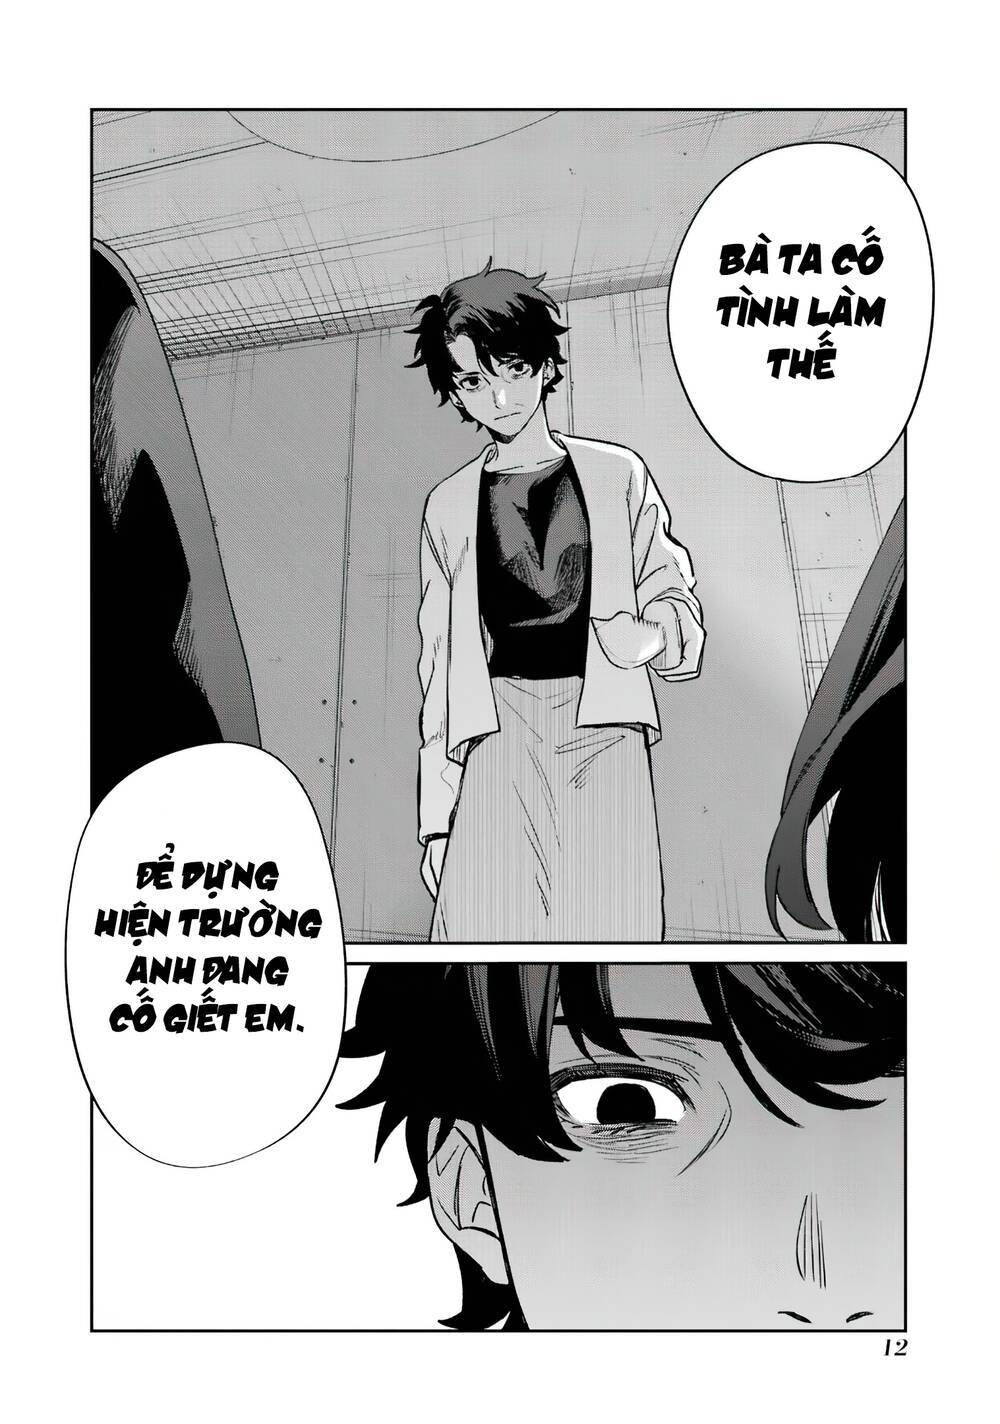 BÀ TA CỐ
TÌNH LÀM
THẾ
ĐỂ DỰNG
HIỆN TRƯỜNG
ANH ĐANG
CỐ GIẾT EM.
12